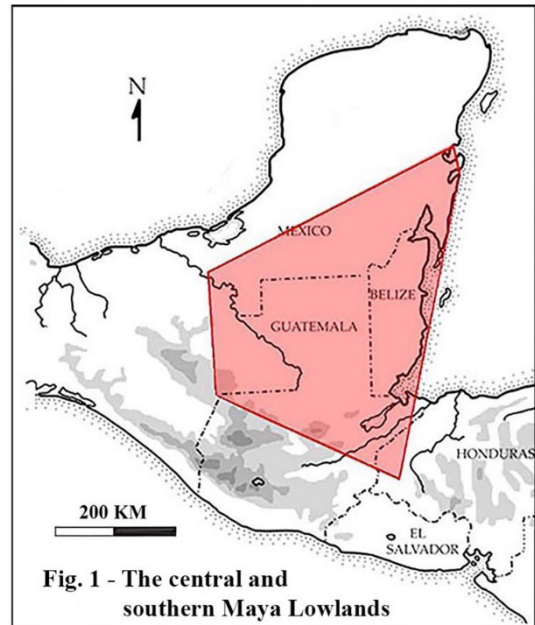 N
MEXICO
BELIZE
GUATEMALA
HONDURAS
200 KM
EL
SALVADOR
Fig. 1 - The central and
southern Maya Lowlands